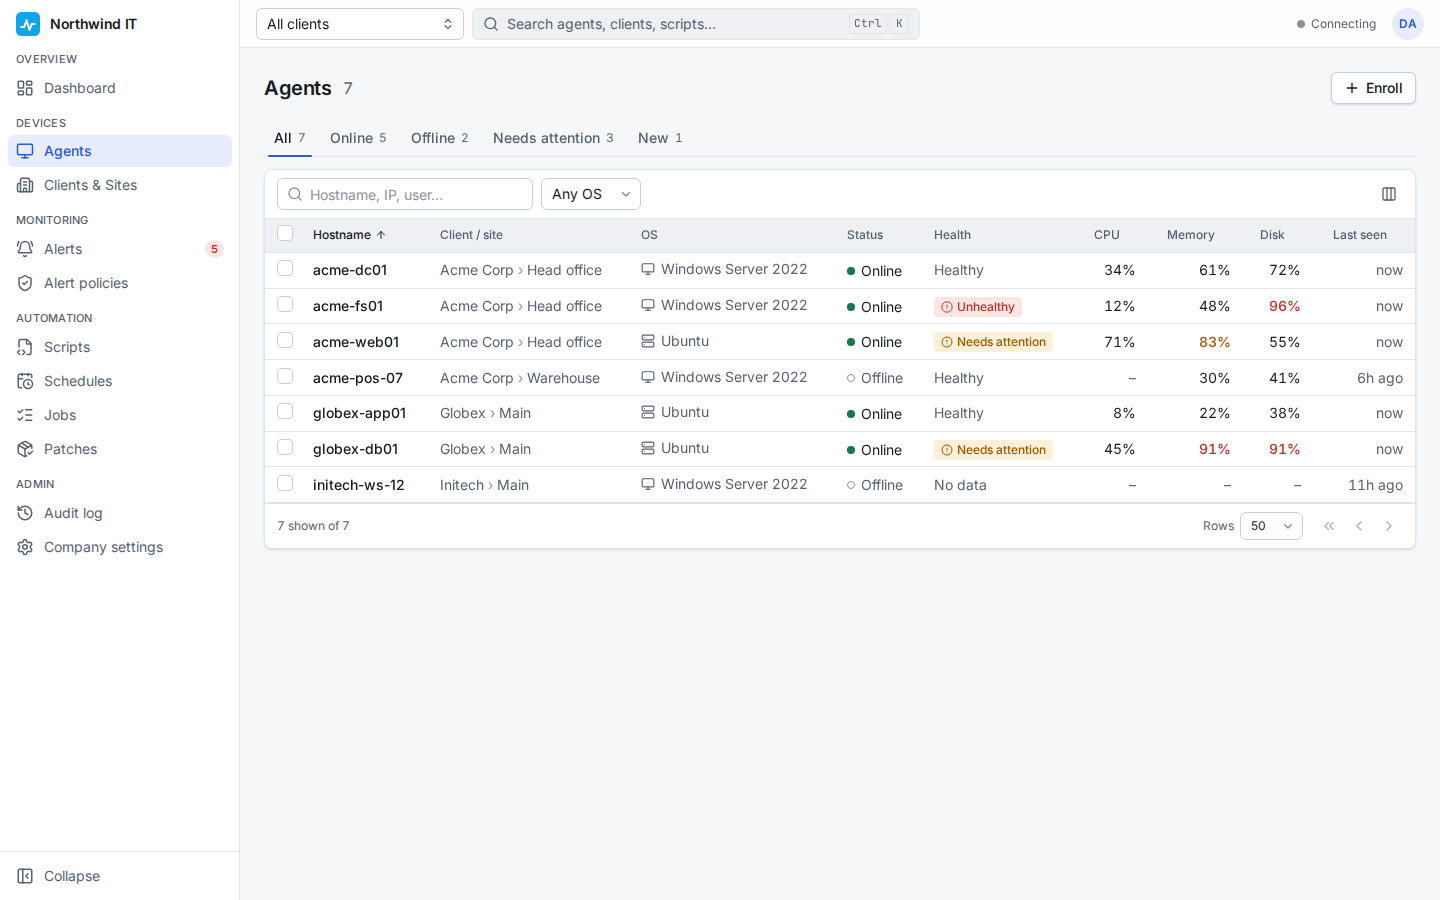 Northwind IT
All clients
Search agents, clients, scripts...
Ctrl K
Connecting
DA
OVERVIEW
Dashboard
DEVICES
Agents
Clients & Sites
MONITORING
Alerts 5
Alert policies
AUTOMATION
Scripts
Schedules
Jobs
Patches
ADMIN
Audit log
Company settings
Collapse
Agents 7
Enroll
All 7 Online 5 Offline 2 Needs attention 3 New 1
Hostname, IP, user... Any OS
Hostname Client / site OS Status Health CPU Memory Disk Last seen
acme-dc01 Acme Corp › Head office Windows Server 2022 Online Healthy 34% 61% 72% now
acme-fs01 Acme Corp › Head office Windows Server 2022 Online Unhealthy 12% 48% 96% now
acme-web01 Acme Corp › Head office Ubuntu Online Needs attention 71% 83% 55% now
acme-pos-07 Acme Corp › Warehouse Windows Server 2022 Offline Healthy – 30% 41% 6h ago
globex-app01 Globex › Main Ubuntu Online Healthy 8% 22% 38% now
globex-db01 Globex › Main Ubuntu Online Needs attention 45% 91% 91% now
initech-ws-12 Initech › Main Windows Server 2022 Offline No data – – – 11h ago
7 shown of 7 Rows 50